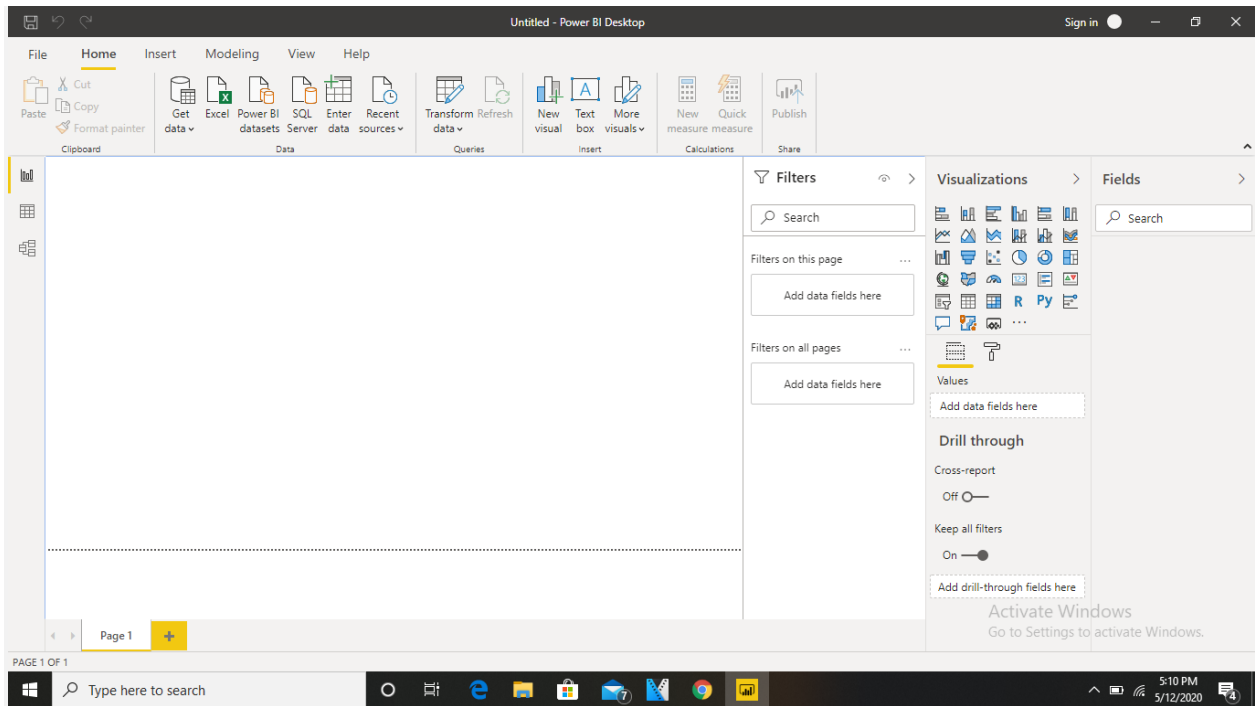 Untitled - Power BI Desktop
Sign in
File Home Insert Modeling View Help
Paste
Cut
Copy
Format painter
Clipboard
Get data
Excel
Power BI datasets
SQL Server
Enter data
Recent sources
Data
Transform data
Refresh
Queries
New visual
A
Text box
More visuals
Insert
New measure
Quick measure
Calculations
Publish
Share
Filters
Search
Filters on this page
...
Add data fields here
Filters on all pages
...
Add data fields here
Visualizations
123
R
Py
...
Values
Add data fields here
Drill through
Cross-report
Off
Keep all filters
On
Add drill-through fields here
Fields
Search
Activate Windows
Go to Settings to activate Windows.
Page 1
+
PAGE 1 OF 1
Type here to search
7
5:10 PM
5/12/2020
4